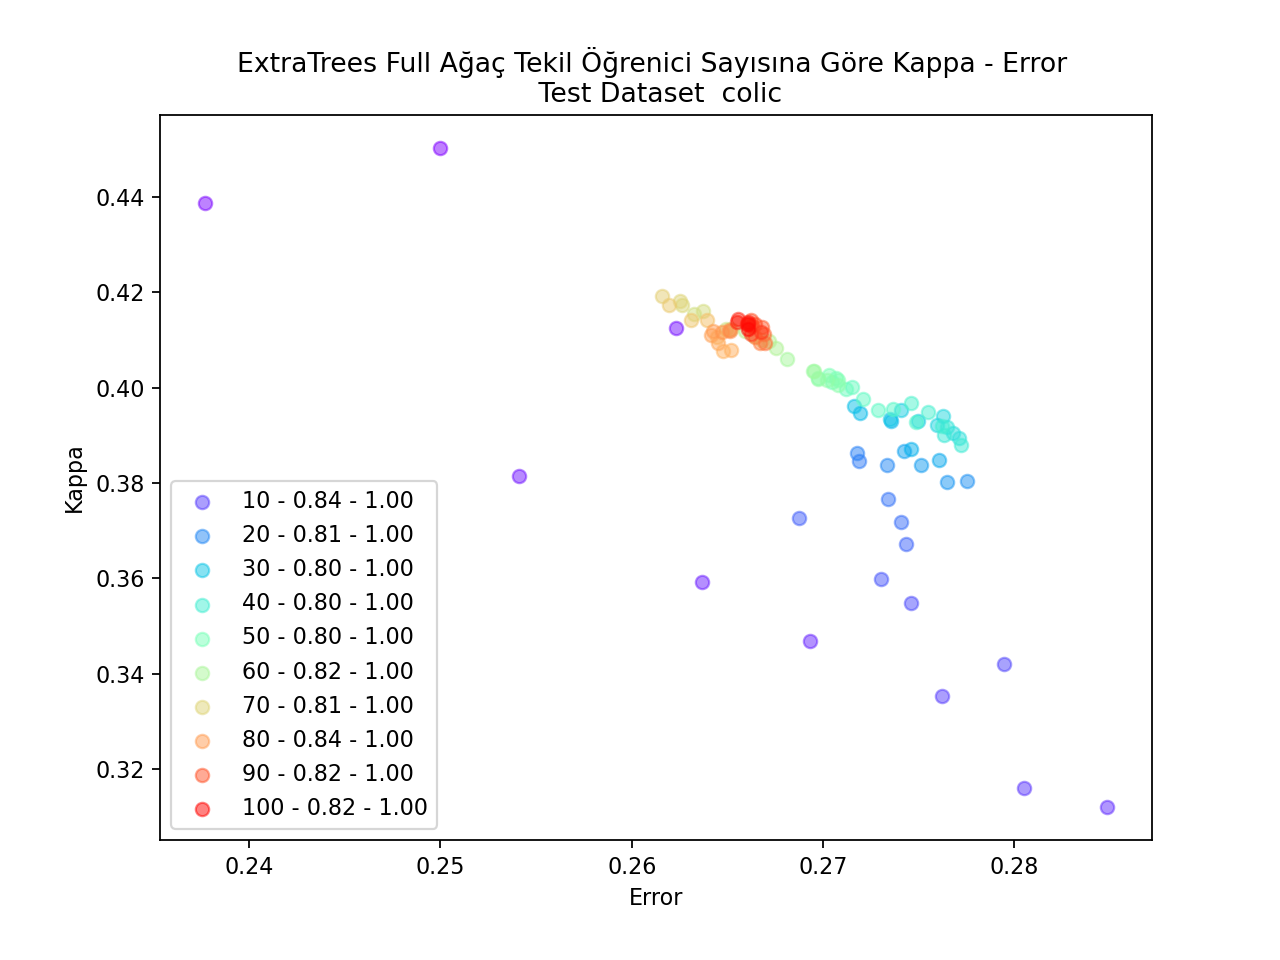 ExtraTrees Full Ağaç Tekil Öğrenici Sayısına Göre Kappa - Error
Test Dataset  colic
Kappa
0.44
0.42
0.40
0.38
0.36
0.34
0.32
10 - 0.84 - 1.00
20 - 0.81 - 1.00
30 - 0.80 - 1.00
40 - 0.80 - 1.00
50 - 0.80 - 1.00
60 - 0.82 - 1.00
70 - 0.81 - 1.00
80 - 0.84 - 1.00
90 - 0.82 - 1.00
100 - 0.82 - 1.00
0.24 0.25 0.26 0.27 0.28
Error